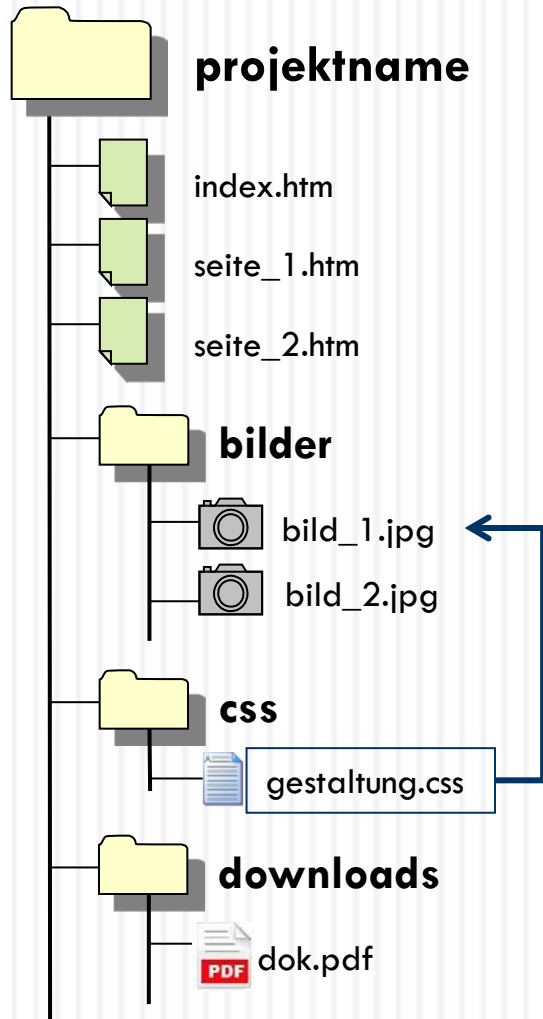 projektname
index.htm
seite_1.htm
seite_2.htm
bilder
bild_1.jpg
bild_2.jpg
css
gestaltung.css
downloads
PDF
dok.pdf